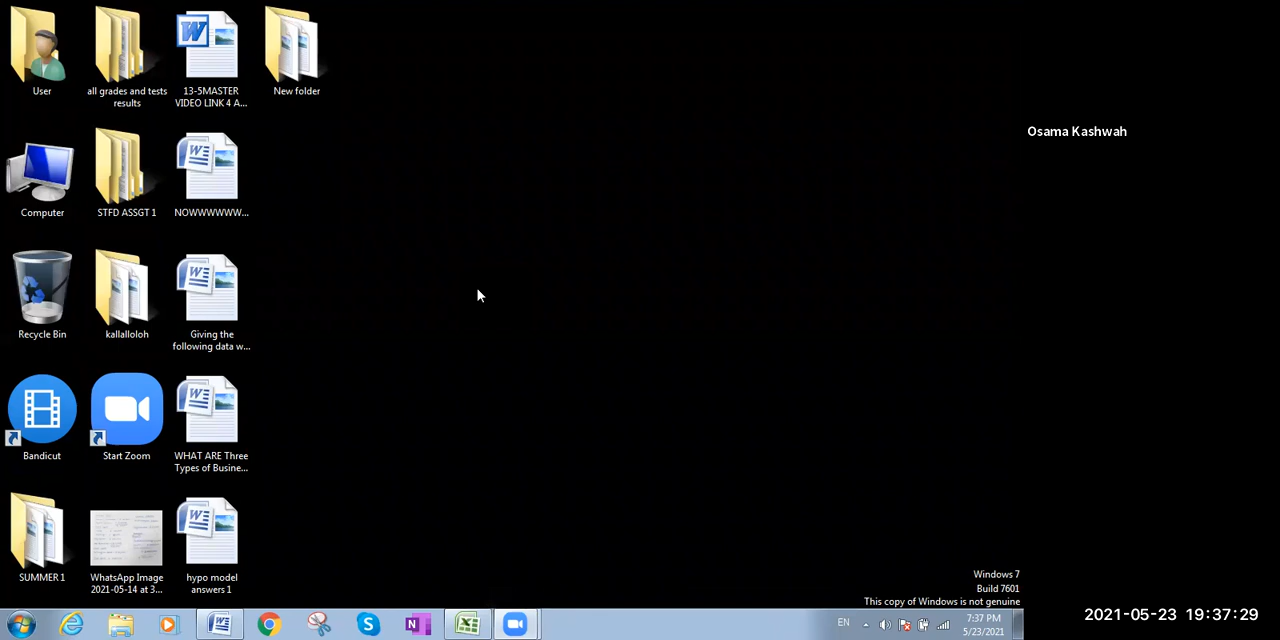 User
all grades and tests
results
13-5MASTER
VIDEO LINK 4 A...
New folder
Computer
STFD ASSGT 1
NOWWWWWW...
Recycle Bin
kallalloloh
Giving the
following data w...
Bandicut
Start Zoom
WHAT ARE Three
Types of Busine...
SUMMER 1
WhatsApp Image
2021-05-14 at 3...
hypo model
answers 1
Osama Kashwah
Windows 7
Build 7601
This copy of Windows is not genuine
EN
7:37 PM
5/23/2021
2021-05-23 19:37:29